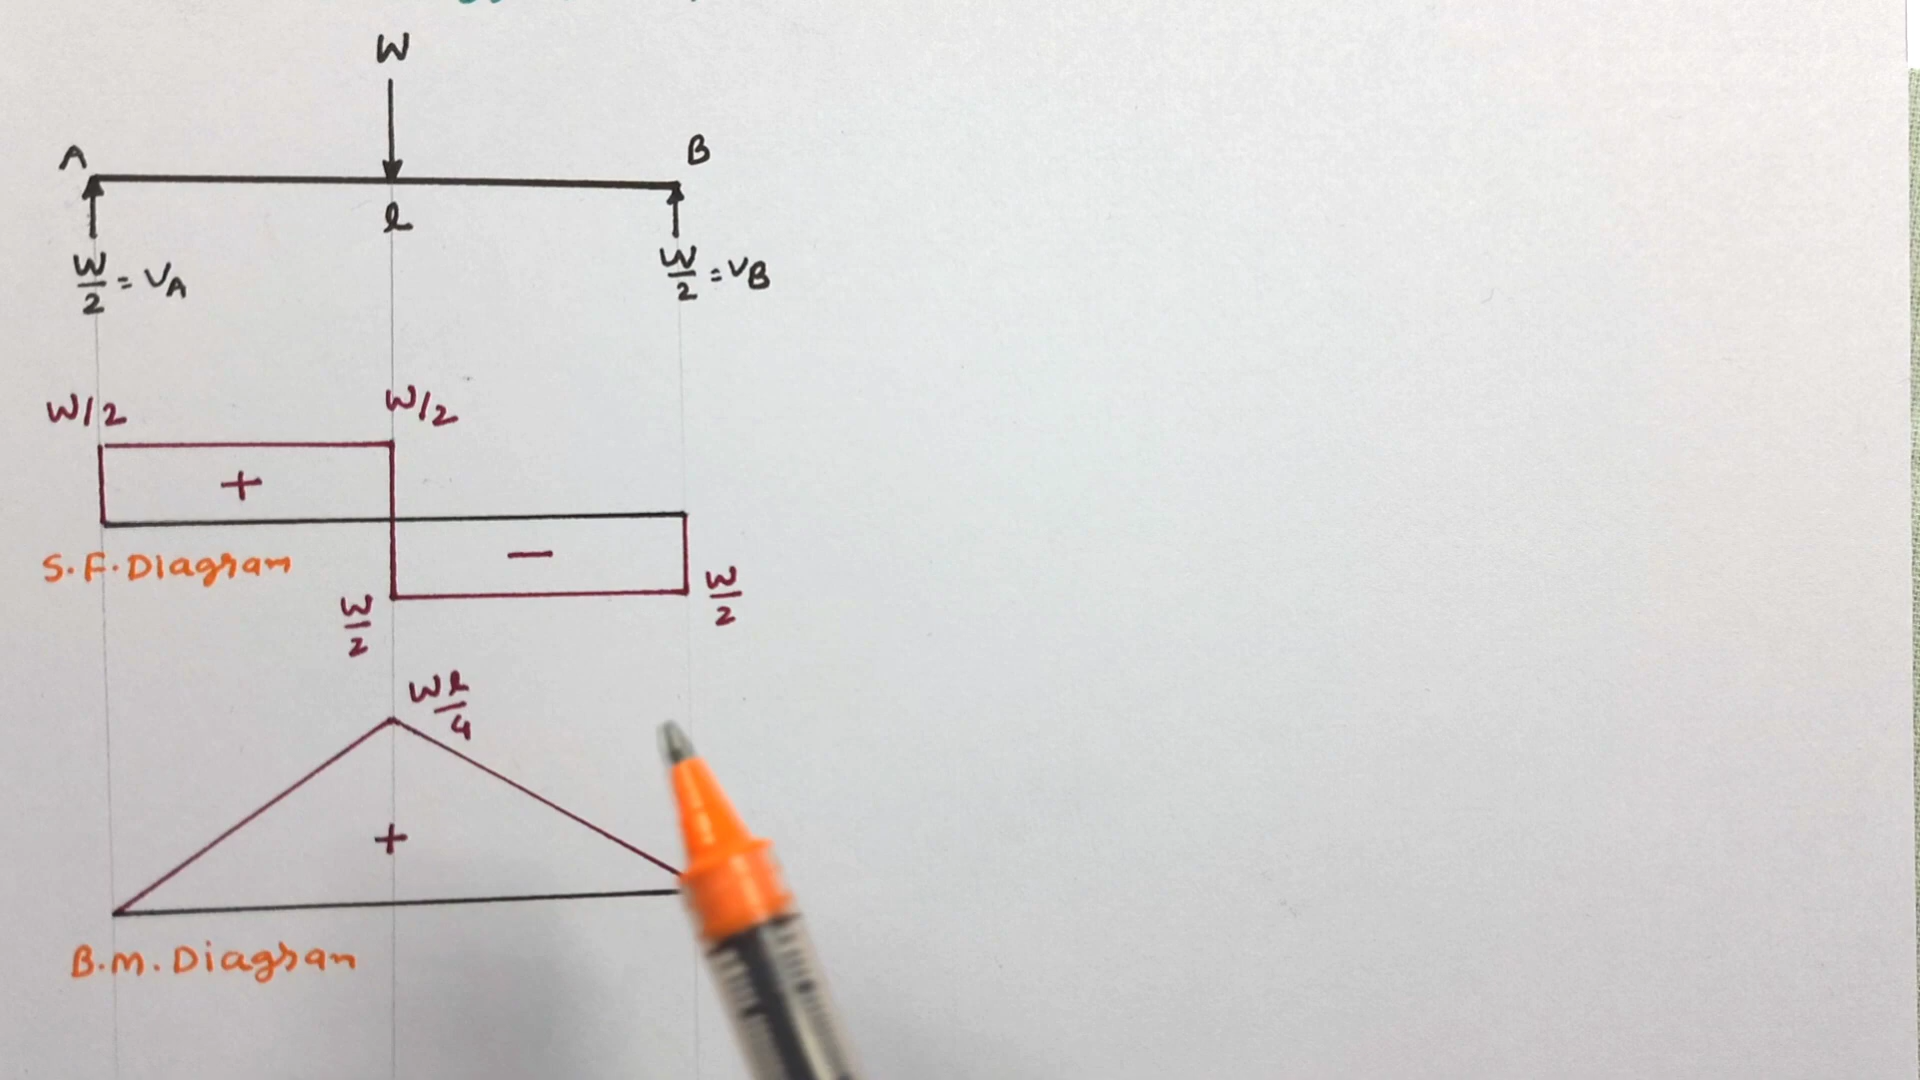 W
A
B
l
W/2 = VA
W/2 = VB
W/2
W/2
+
S.F.Diagram
—
W/2
W/2
Wl/4
+
B.M.Diagram